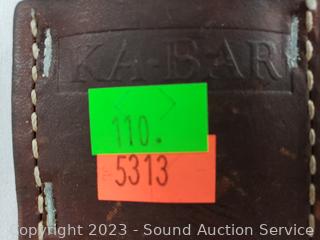 KA-BAR
110.
5313
Copyright 2023 - Sound Auction Service